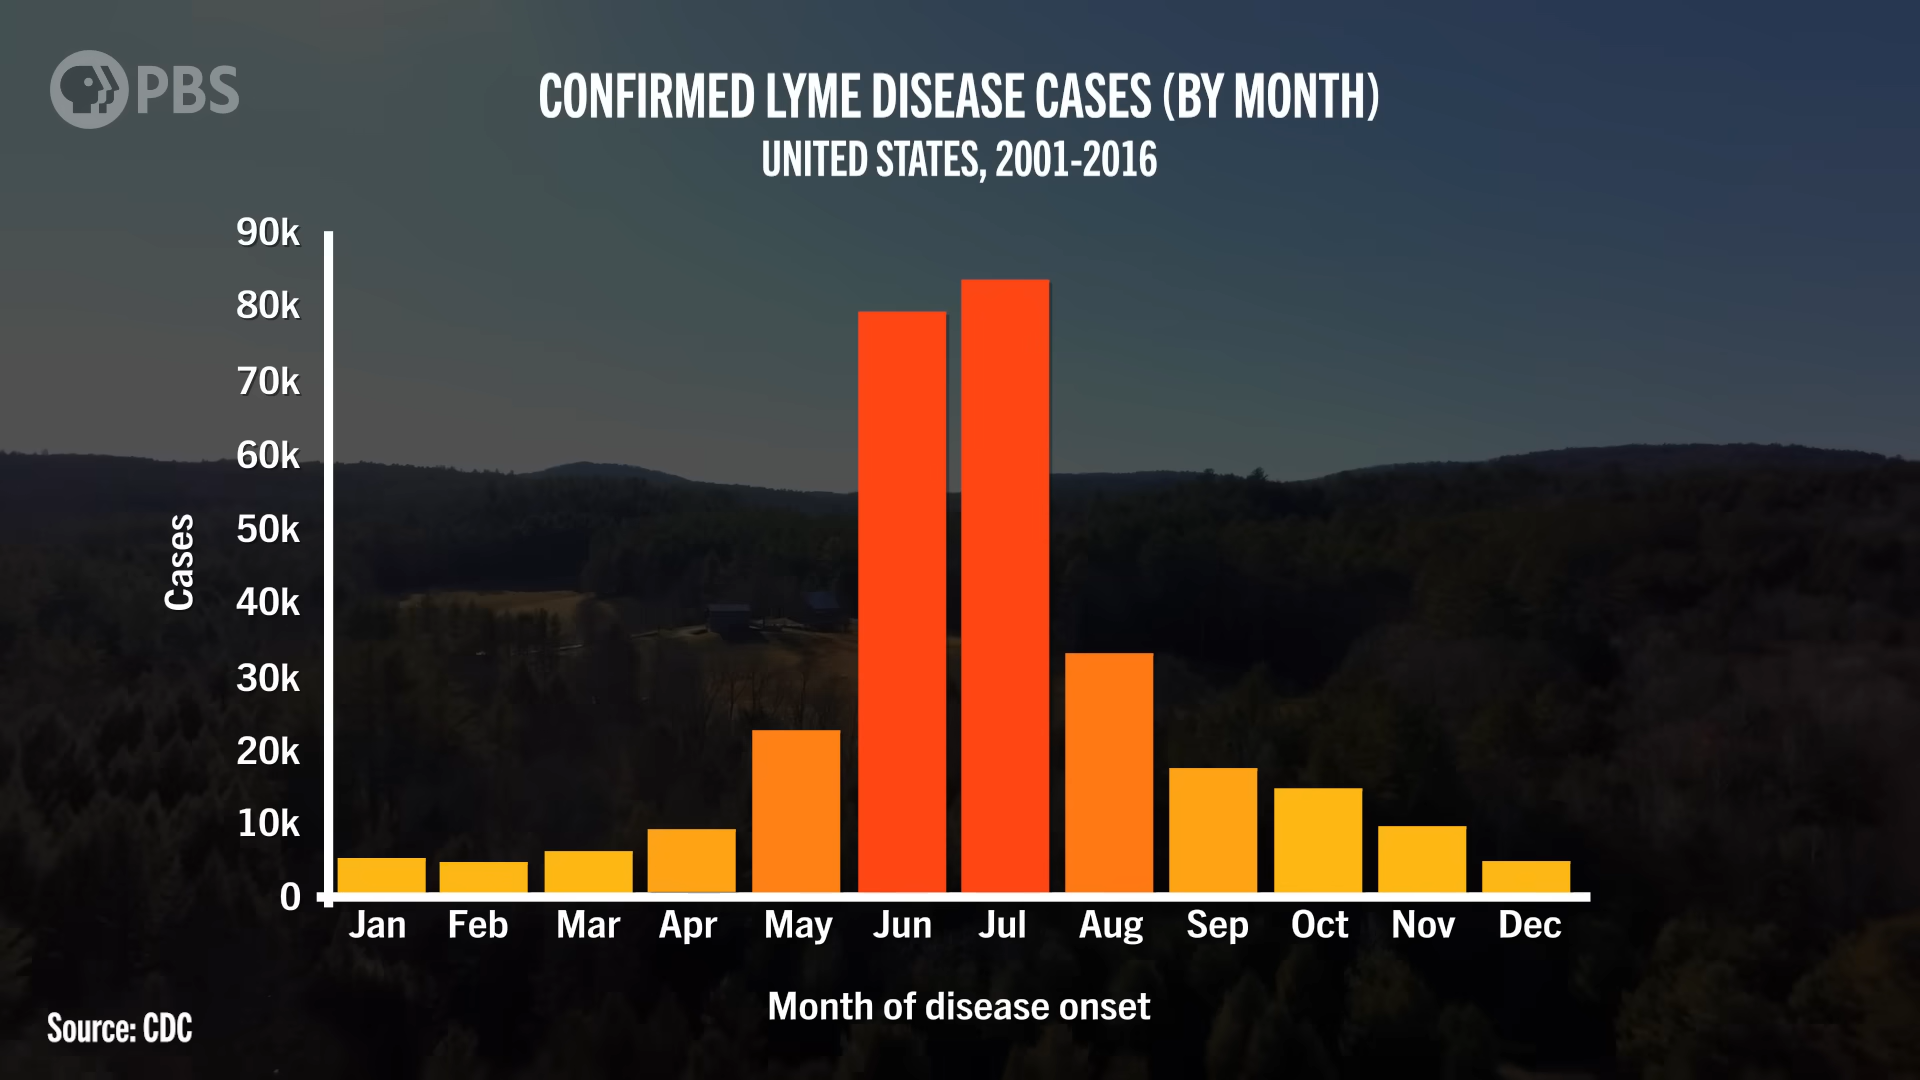 PBS
CONFIRMED LYME DISEASE CASES (BY MONTH)
UNITED STATES, 2001-2016
90k
80k
70k
60k
50k
40k
30k
20k
10k
0
Cases
Jan Feb Mar Apr May Jun Jul Aug Sep Oct Nov Dec
Month of disease onset
Source: CDC